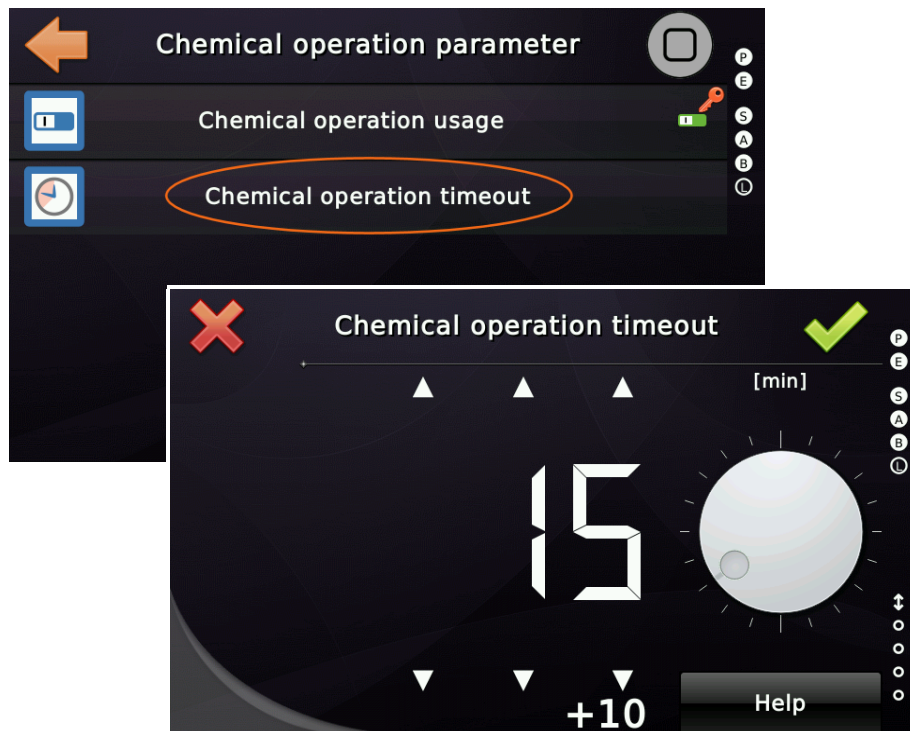 Chemical operation parameter
P
E
Chemical operation usage
S
A
B
Chemical operation timeout
L
Chemical operation timeout
P
E
[min]
S
A
B
L
15
Help
+10